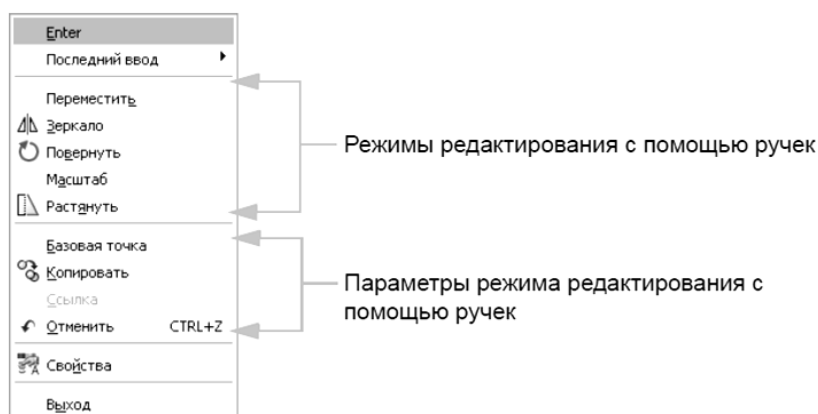 Enter
Последний ввод
Переместить
Зеркало
Повернуть
Масштаб
Растянуть
Режимы редактирования с помощью ручек
Базовая точка
Копировать
Ссылка
Отменить CTRL+Z
Параметры режима редактирования с
помощью ручек
Свойства
Выход